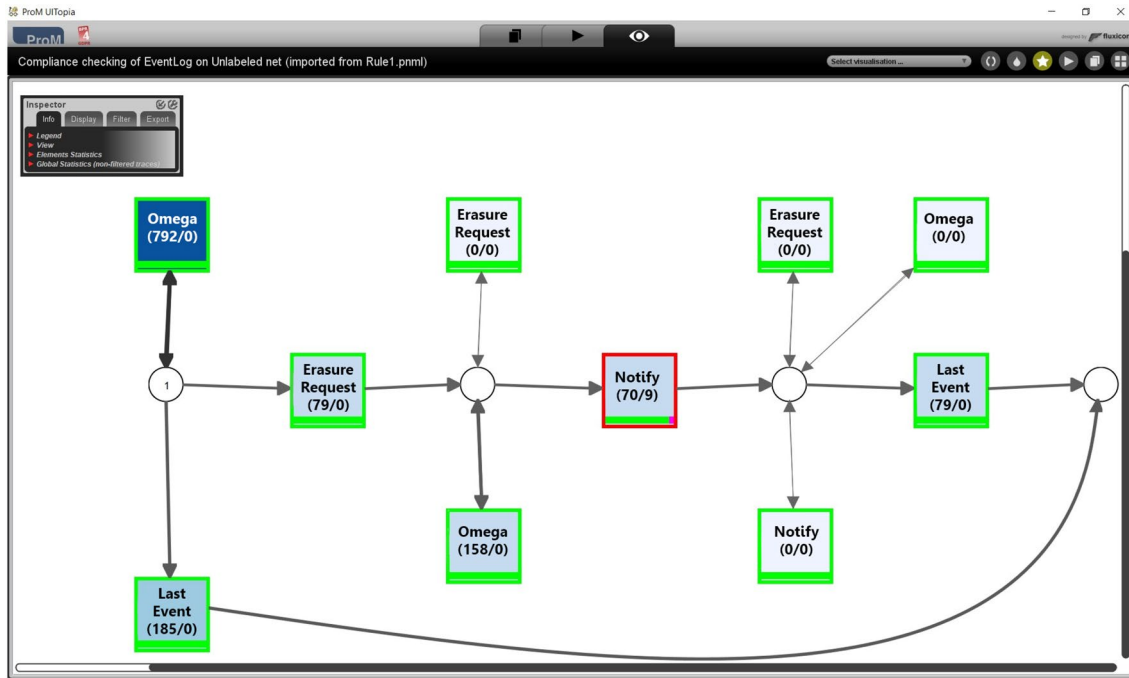 ProM UITopia
ProM
designed by fluxicon
Compliance checking of EventLog on Unlabeled net (imported from Rule1.pnml)
Select visualisation ...
Inspector
Info Display Filter Export
Legend
View
Elements Statistics
Global Statistics (non-filtered traces)
Omega
(792/0)
Erasure
Request
(0/0)
Erasure
Request
(0/0)
Omega
(0/0)
1
Erasure
Request
(79/0)
Notify
(70/9)
Last
Event
(79/0)
Omega
(158/0)
Notify
(0/0)
Last
Event
(185/0)